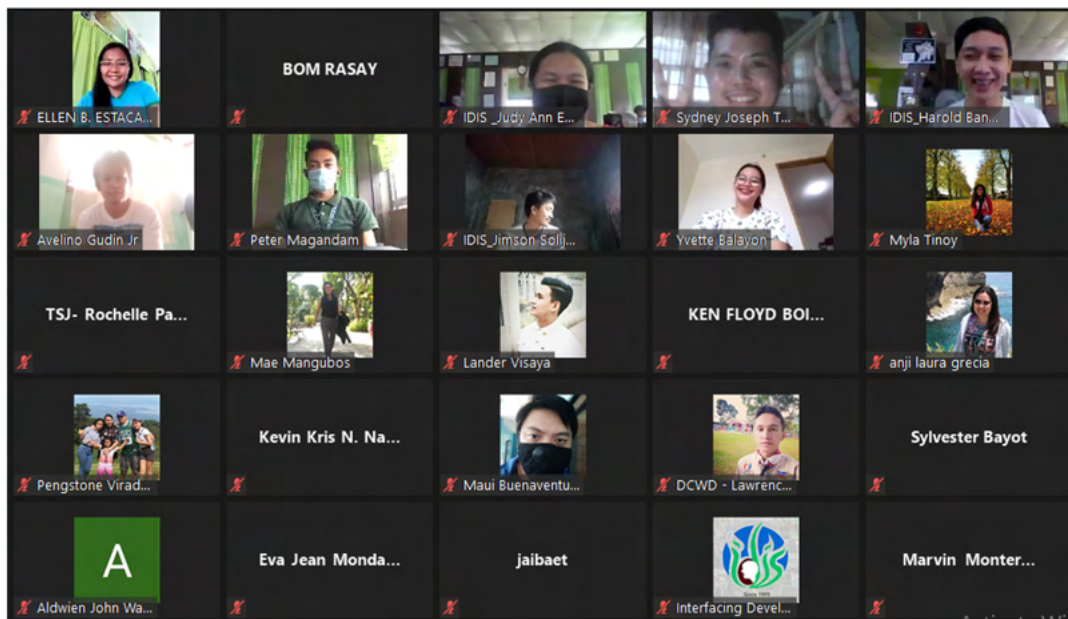 ELLEN B. ESTACA...
BOM RASAY
IDIS _Judy Ann E...
Sydney Joseph T...
IDIS_Harold Ban...
Avelino Gudin Jr
Peter Magandam
IDIS_Jimson Solij...
Yvette Balayon
Myla Tinoy
TSJ- Rochelle Pa...
Mae Mangubos
Lander Visaya
KEN FLOYD BOI...
anji laura grecia
Pengstone Virad...
Kevin Kris N. Na...
Maui Buenaventu...
DCWD - Lawrenc...
Sylvester Bayot
A
Aldwien John Wa...
Eva Jean Monda...
jaibaet
Since 1999
Interfacing Devel...
Marvin Monter...